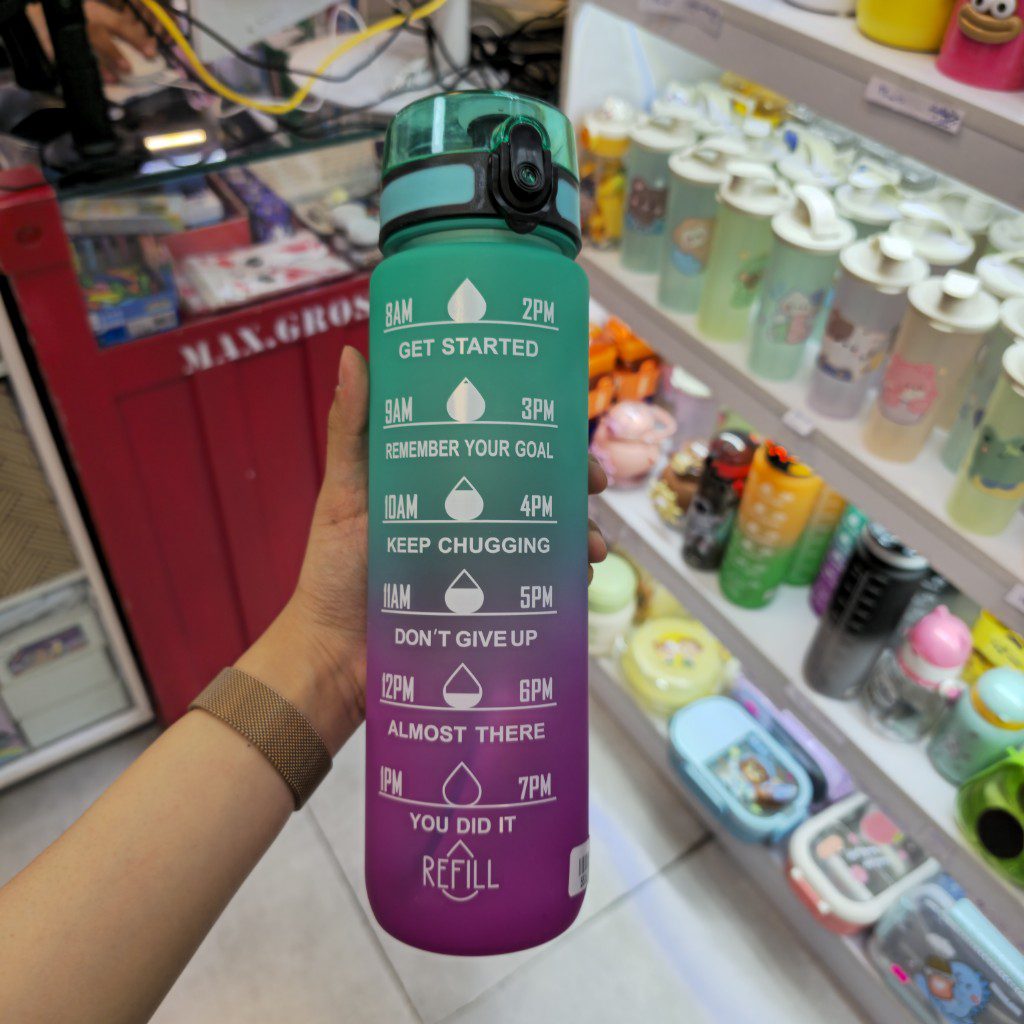 MAX.GROS
8AM 2PM
GET STARTED
9AM 3PM
REMEMBER YOUR GOAL
10AM 4PM
KEEP CHUGGING
11AM 5PM
DON'T GIVE UP
12PM 6PM
ALMOST THERE
1PM 7PM
YOU DID IT
REFILL